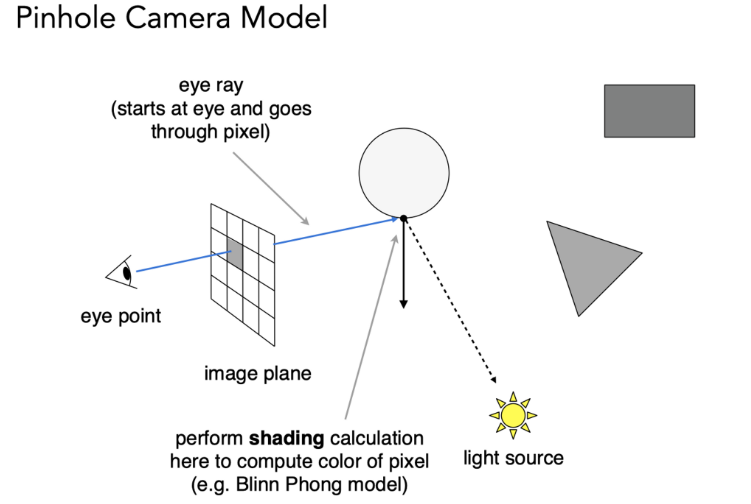 Pinhole Camera Model
eye ray
(starts at eye and goes
through pixel)
eye point
image plane
perform shading calculation
here to compute color of pixel
(e.g. Blinn Phong model)
light source